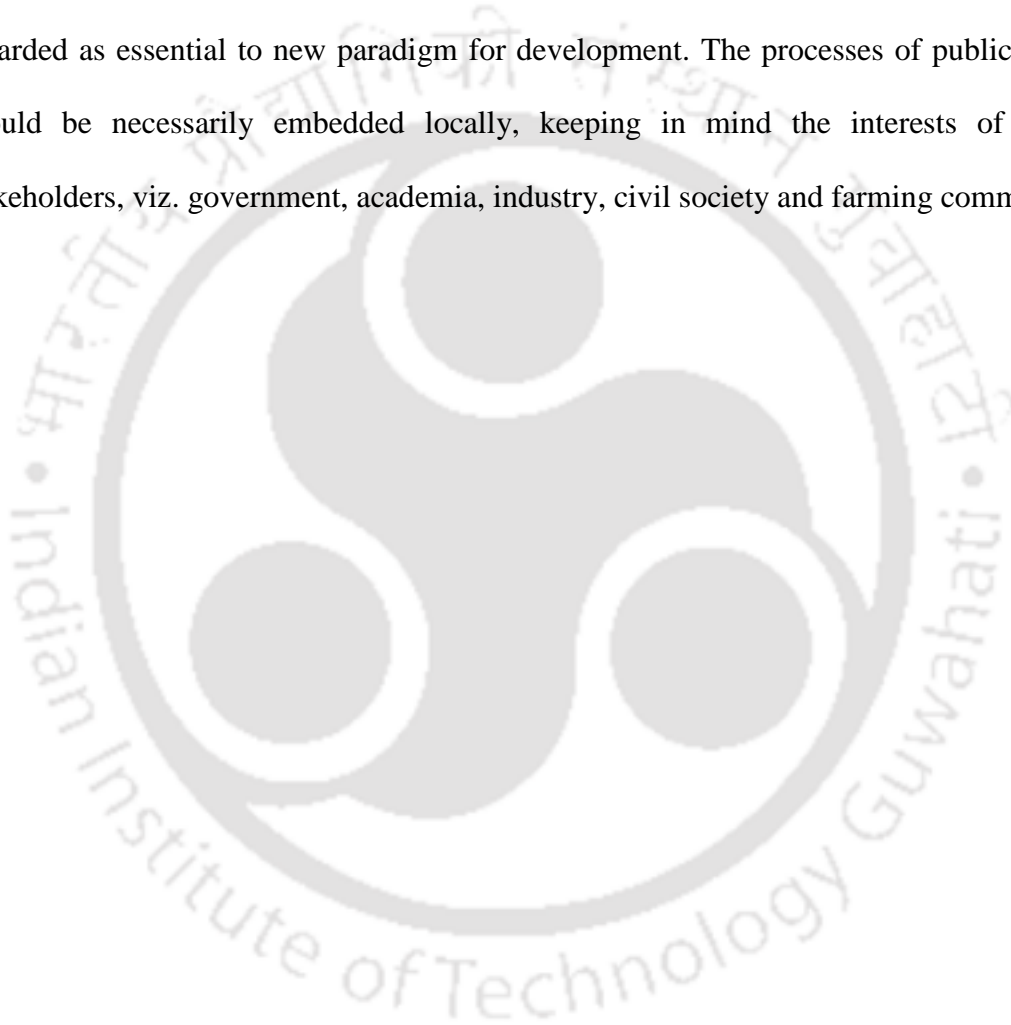 arded as essential to new paradigm for development. The processes of public
uld be necessarily embedded locally, keeping in mind the interests of
keholders, viz. government, academia, industry, civil society and farming comm
भारतीय प्रौद्योगिकी संस्थान गुवाहाटी
Indian Institute of Technology Guwahati